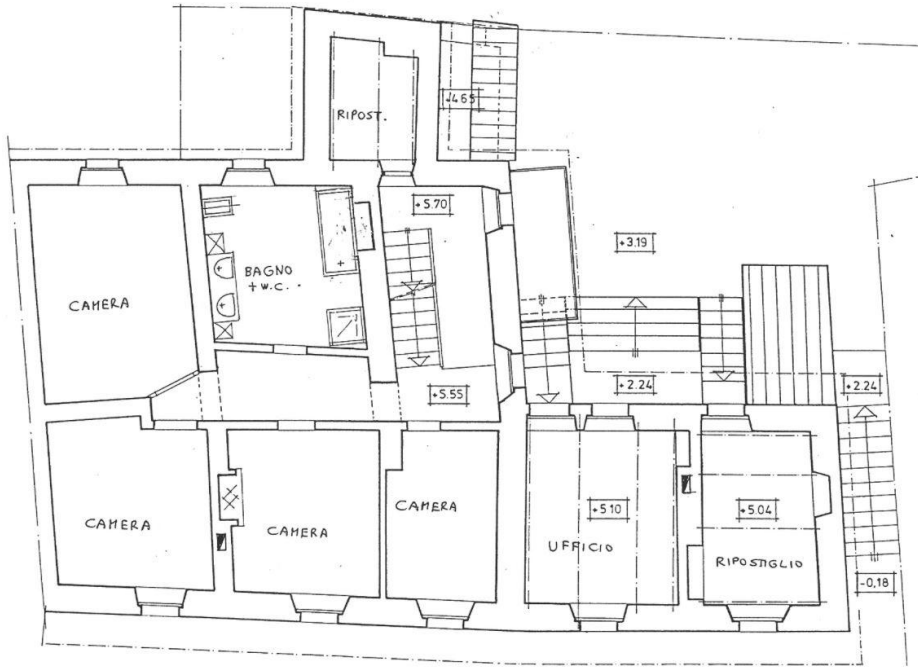 RIPOST.
+4.65
+5.70
+3.19
BAGNO
+ W.C.
CAMERA
+5.55
+2.24
+2.24
CAMERA
CAMERA
CAMERA
+5.10
UFFICIO
+5.04
RIPOSTIGLIO
-0,18